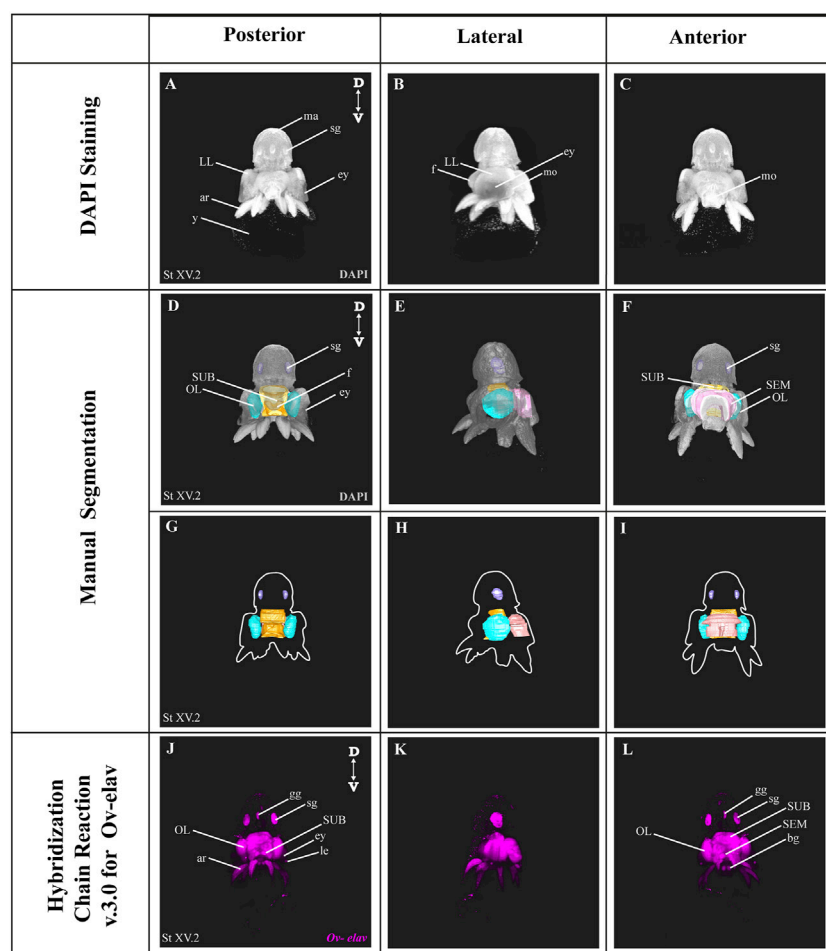 Posterior
Lateral
Anterior
DAPI Staining
A
D
V
ma
sg
LL
ey
ar
y
St XV.2
DAPI
B
LL
ey
f
mo
C
mo
Manual Segmentation
D
D
V
sg
SUB
f
OL
ey
St XV.2
DAPI
E
F
sg
SUB
SEM
OL
G
St XV.2
H
I
Hybridization
Chain Reaction
v.3.0 for Ov-elav
J
D
V
gg
sg
SUB
OL
ey
le
ar
St XV.2
Ov- elav
K
L
gg
sg
SUB
SEM
OL
bg